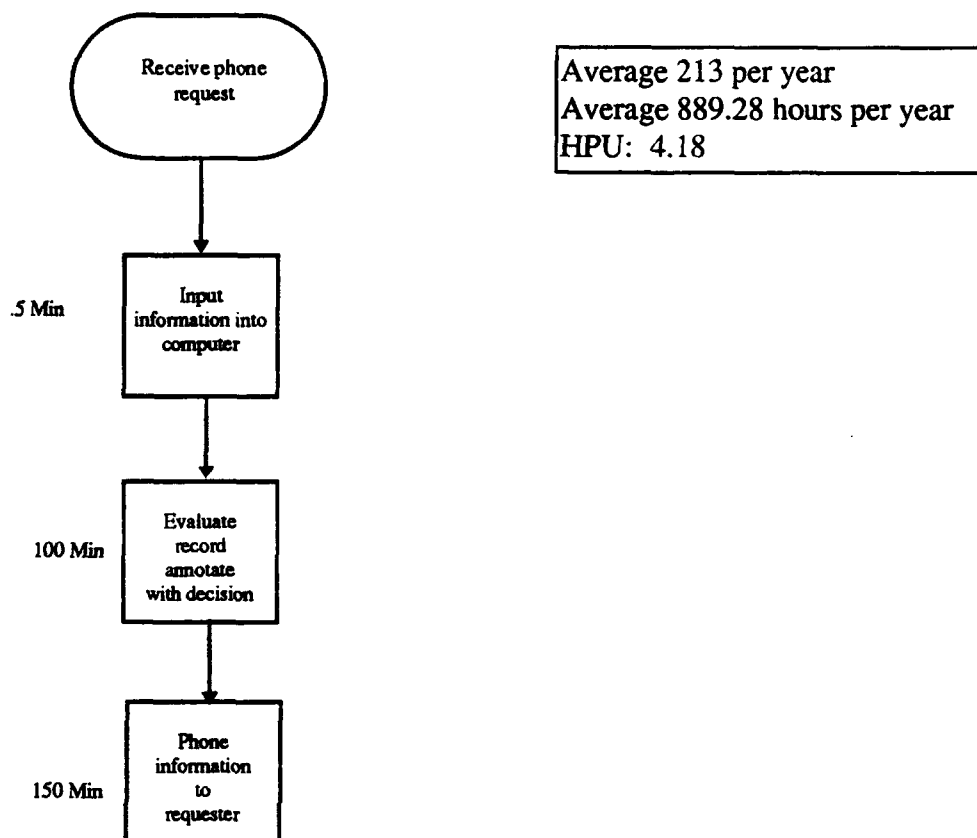 Receive phone
request
Average 213 per year
Average 889.28 hours per year
HPU: 4.18
.5 Min
Input
information into
computer
100 Min
Evaluate
record
annotate
with decision
150 Min
Phone
information
to
requester